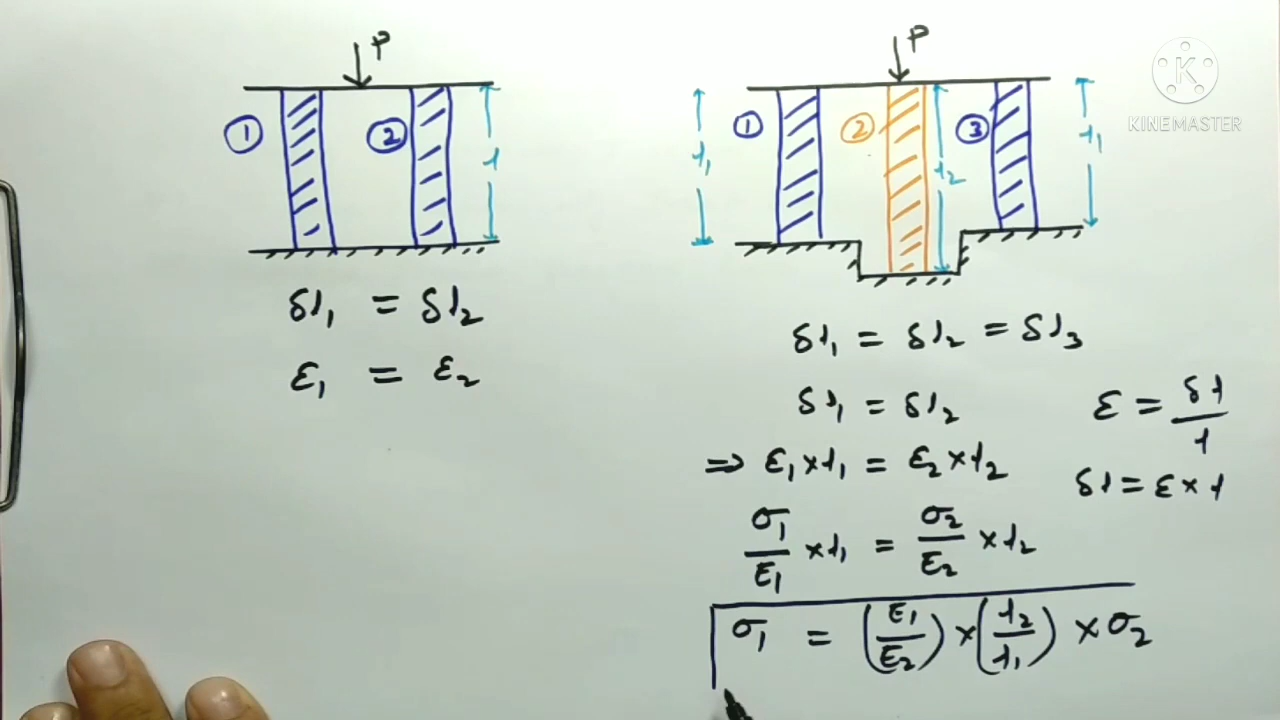 P
① ② l
δl₁ = δl₂
ε₁ = ε₂
P
l₁ ① ② l₂ ③ l₁
δl₁ = δl₂ = δl₃
δl₁ = δl₂
⇒ ε₁ × l₁ = ε₂ × l₂
σ₁/E₁ × l₁ = σ₂/E₂ × l₂
σ₁ = (E₁/E₂) × (l₂/l₁) × σ₂
ε = δl/l
δl = ε × l
K
KINEMASTER